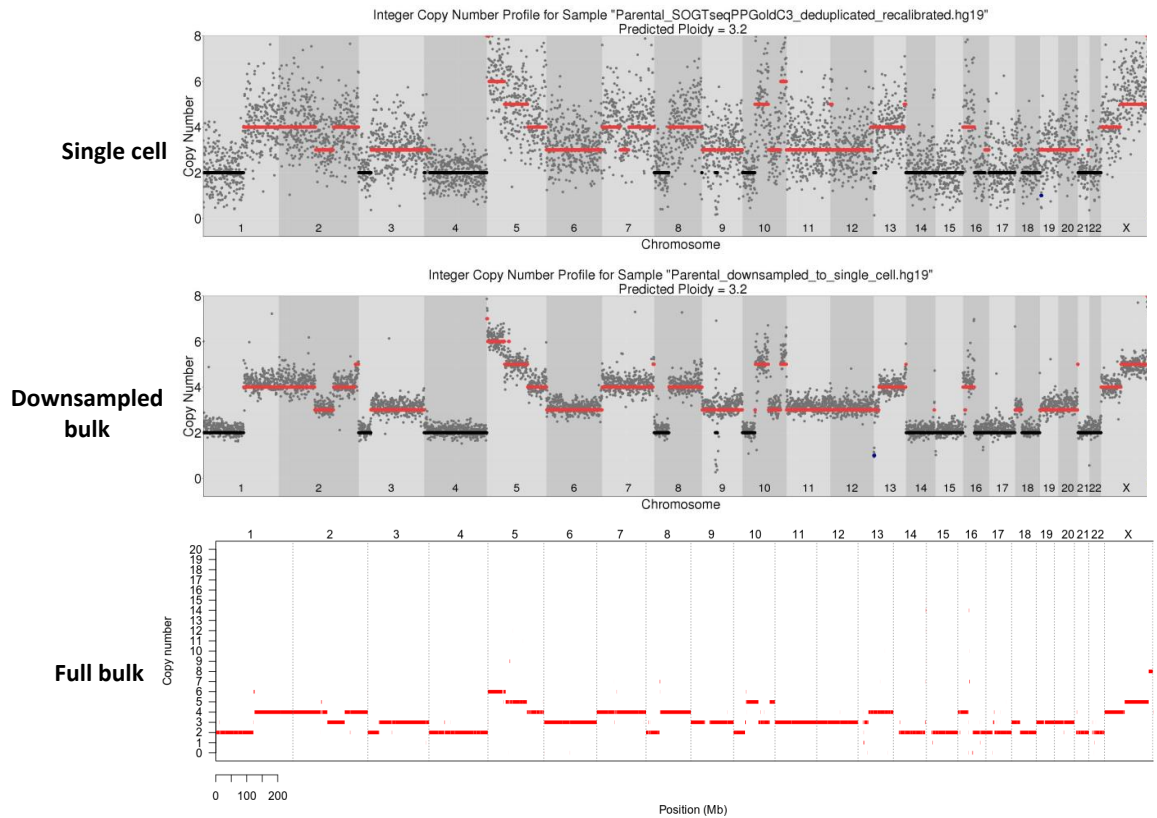 Integer Copy Number Profile for Sample "Parental_SOGTseqPPGoldC3_deduplicated_recalibrated.hg19"
Predicted Ploidy = 3.2
Single cell
Copy Number
8
6
4
2
0
1 2 3 4 5 6 7 8 9 10 11 12 13 14 15 16 17 18 19 20 21 22 X
Chromosome
Integer Copy Number Profile for Sample "Parental_downsampled_to_single_cell.hg19"
Predicted Ploidy = 3.2
Downsampled
bulk
Copy Number
8
6
4
2
0
1 2 3 4 5 6 7 8 9 10 11 12 13 14 15 16 17 18 19 20 21 22 X
Chromosome
1 2 3 4 5 6 7 8 9 10 11 12 13 14 15 16 17 18 19 20 21 22 X
Full bulk
Copy number
20
19
18
17
16
15
14
13
12
11
10
9
8
7
6
5
4
3
2
1
0
0 100 200
Position (Mb)